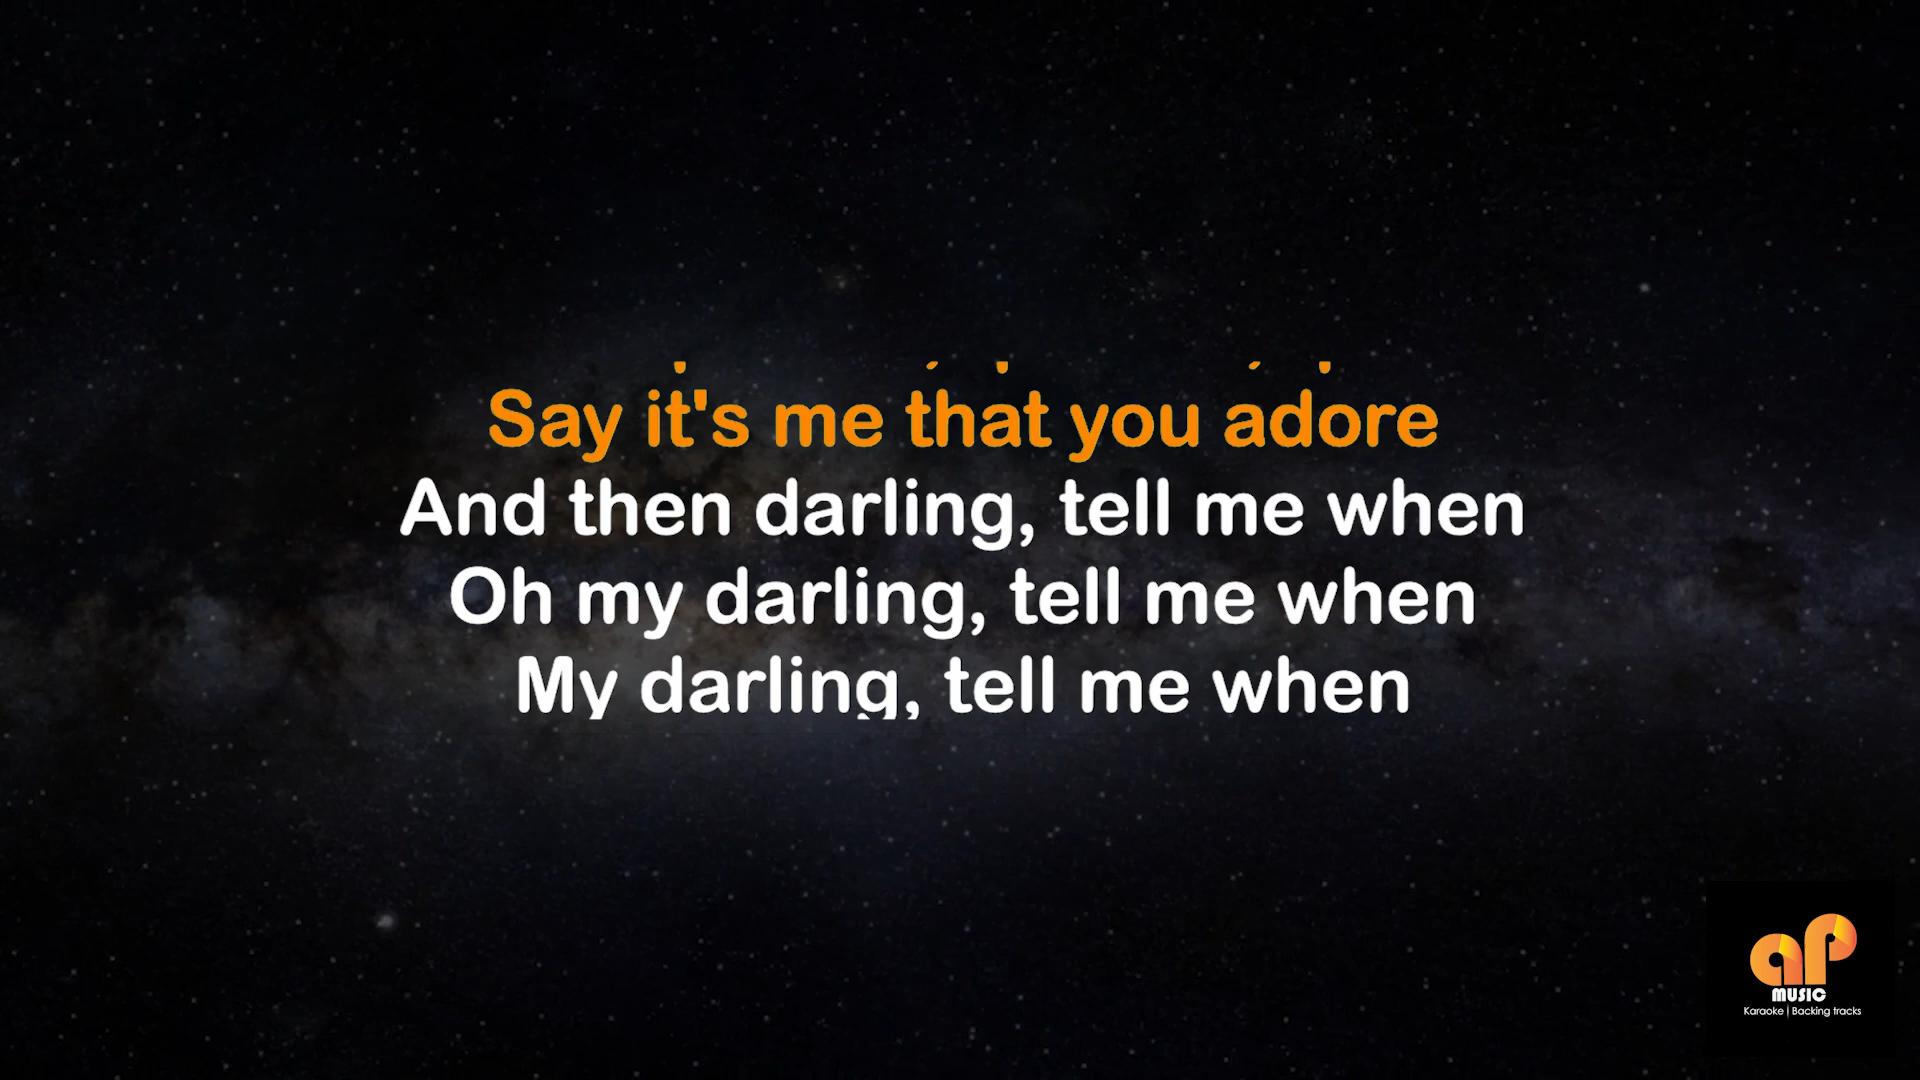 Say it's me that you adore
And then darling, tell me when
Oh my darling, tell me when
My darling, tell me when
ap
MUSIC
Karaoke | Backing tracks